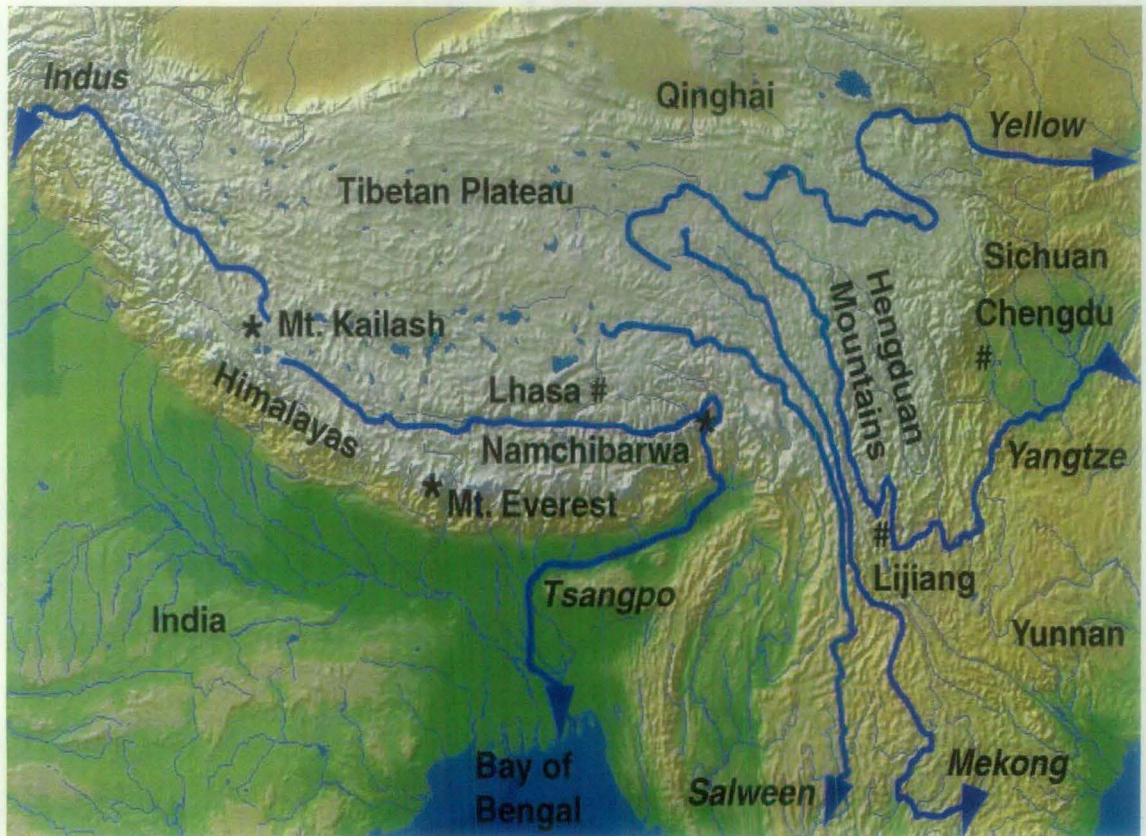 Indus
Qinghai
Yellow
Tibetan Plateau
Sichuan
Chengdu
#
Hengduan
Mountains
* Mt. Kailash
Himalayas
Lhasa #
*
Namchibarwa
* Mt. Everest
Yangtze
#
Lijiang
Tsangpo
India
Yunnan
Bay of
Bengal
Salween
Mekong